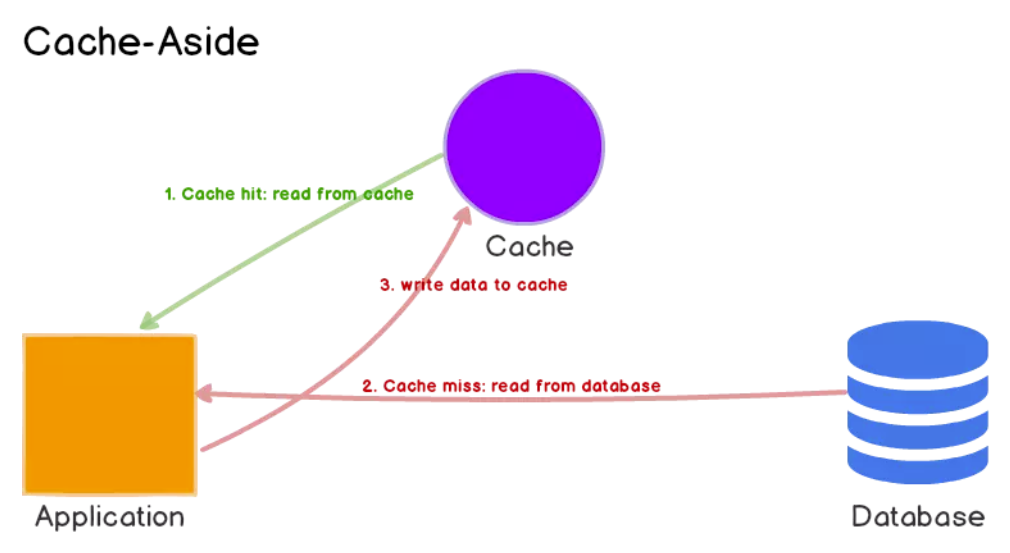 Cache-Aside
1. Cache hit: read from cache
Cache
3. write data to cache
2. Cache miss: read from database
Application
Database